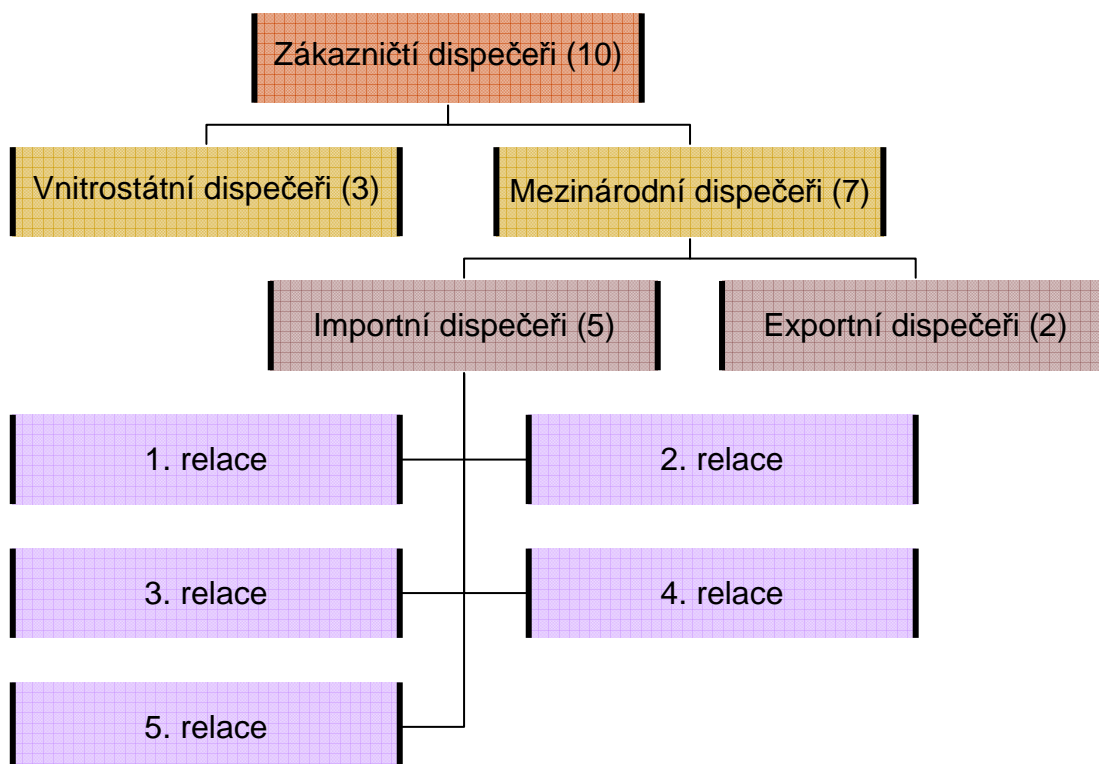 Zákazničtí dispečeři (10)
Vnitrostátní dispečeři (3)
Mezinárodní dispečeři (7)
Importní dispečeři (5)
Exportní dispečeři (2)
1. relace
2. relace
3. relace
4. relace
5. relace